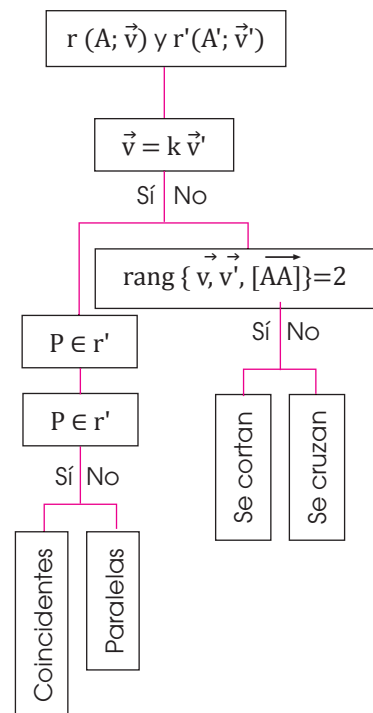 r (A; v⃗) y r'(A'; v⃗')
v⃗ = k v⃗'
Sí No
rang { v⃗, v⃗', [AA]⃗}=2
P ∈ r'
Sí No
P ∈ r'
Se cortan
Se cruzan
Sí No
Coincidentes
Paralelas